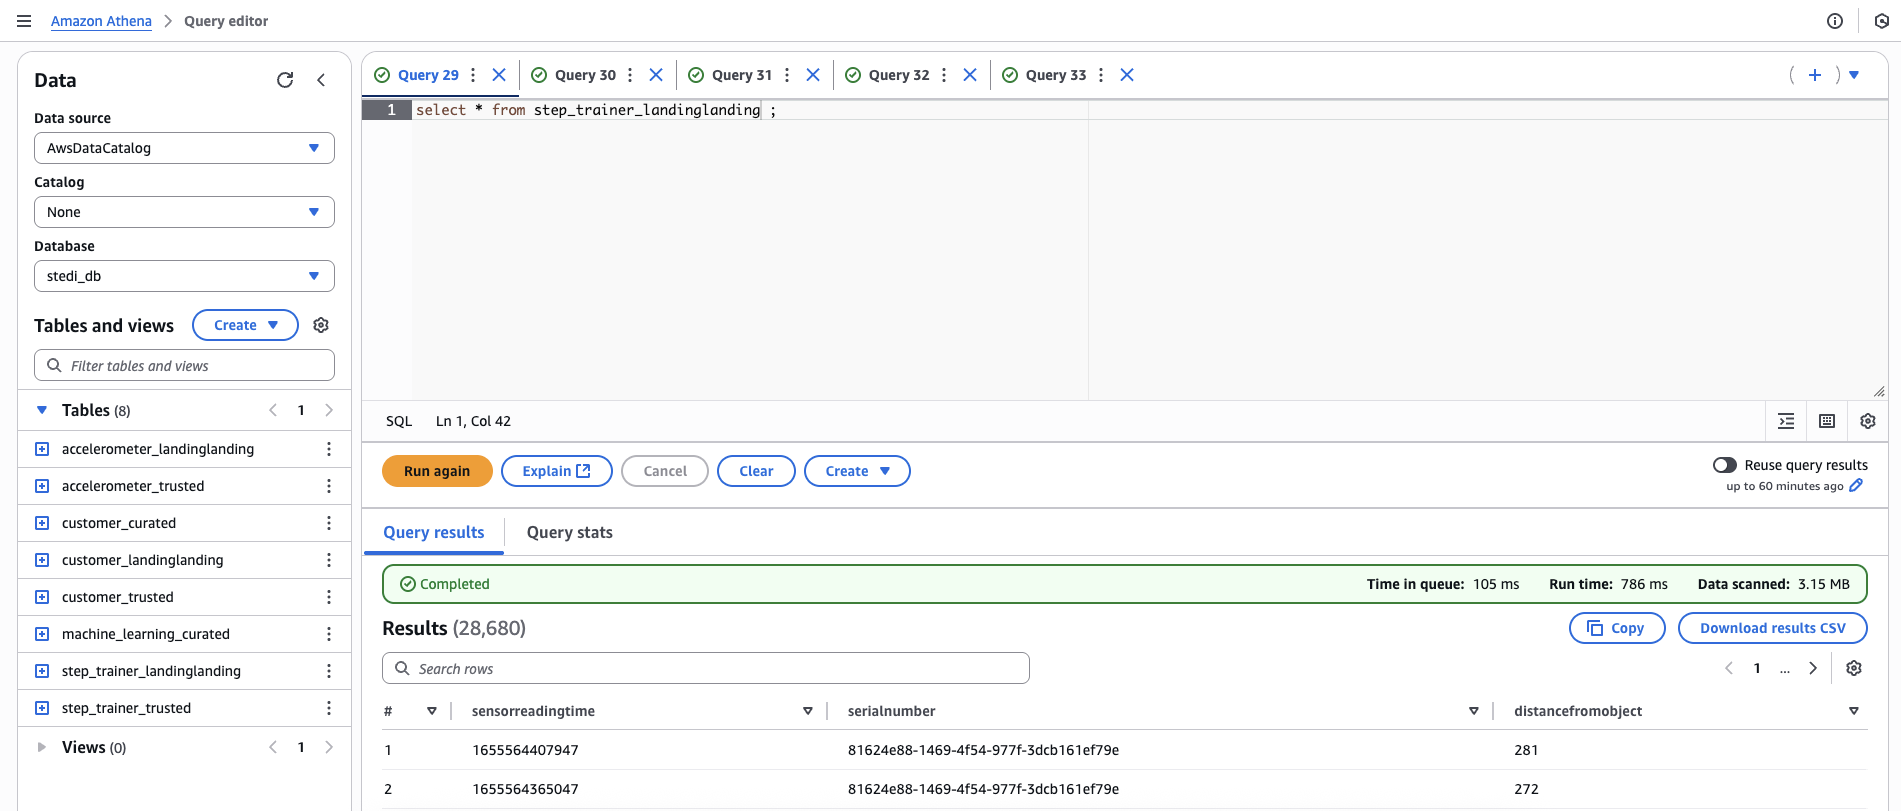 Amazon Athena > Query editor
Data
Data source
AwsDataCatalog
Catalog
None
Database
stedi_db
Tables and views
Create
Filter tables and views
Tables (8)
1
accelerometer_landinglanding
accelerometer_trusted
customer_curated
customer_landinglanding
customer_trusted
machine_learning_curated
step_trainer_landinglanding
step_trainer_trusted
Views (0)
1
Query 29
Query 30
Query 31
Query 32
Query 33
1 select * from step_trainer_landinglanding ;
SQL Ln 1, Col 42
Run again
Explain
Cancel
Clear
Create
Reuse query results
up to 60 minutes ago
Query results
Query stats
Completed
Time in queue: 105 ms Run time: 786 ms Data scanned: 3.15 MB
Results (28,680)
Copy
Download results CSV
Search rows
1 ...
# sensorreadingtime serialnumber distancefromobject
1 1655564407947 81624e88-1469-4f54-977f-3dcb161ef79e 281
2 1655564365047 81624e88-1469-4f54-977f-3dcb161ef79e 272